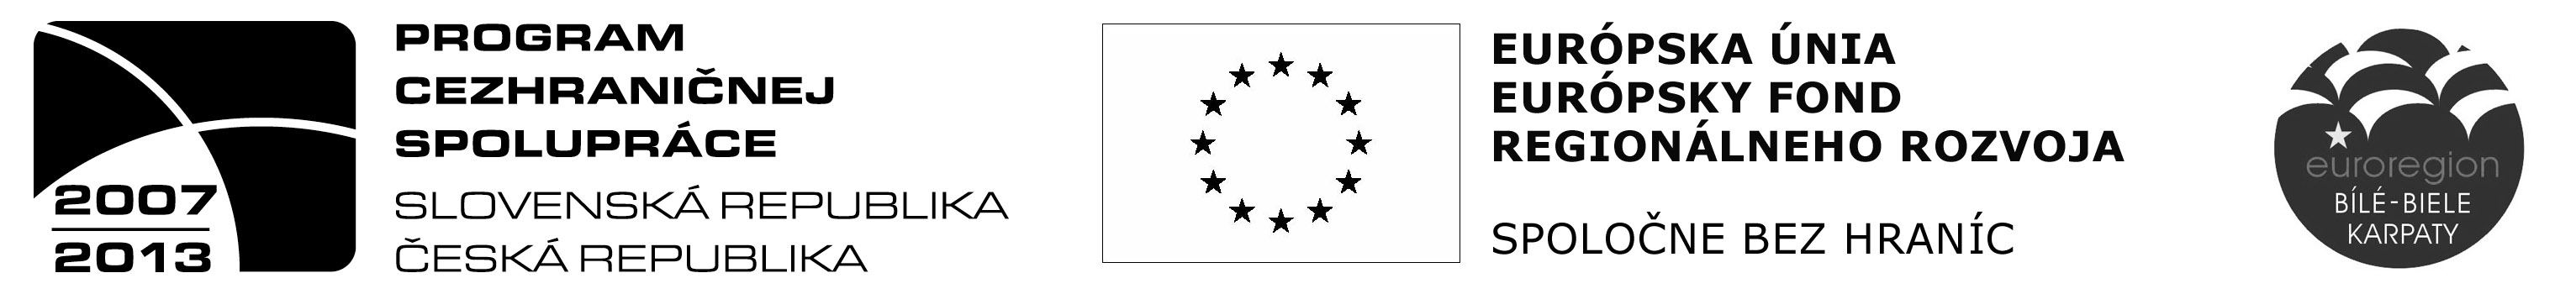 PROGRAM
CEZHRANIČNEJ
SPOLUPRÁCE
SLOVENSKÁ REPUBLIKA
ČESKÁ REPUBLIKA
2007
2013
EURÓPSKA ÚNIA
EURÓPSKY FOND
REGIONÁLNEHO ROZVOJA
SPOLOČNE BEZ HRANÍC
euroregion
BÍLÉ-BIELE
KARPATY